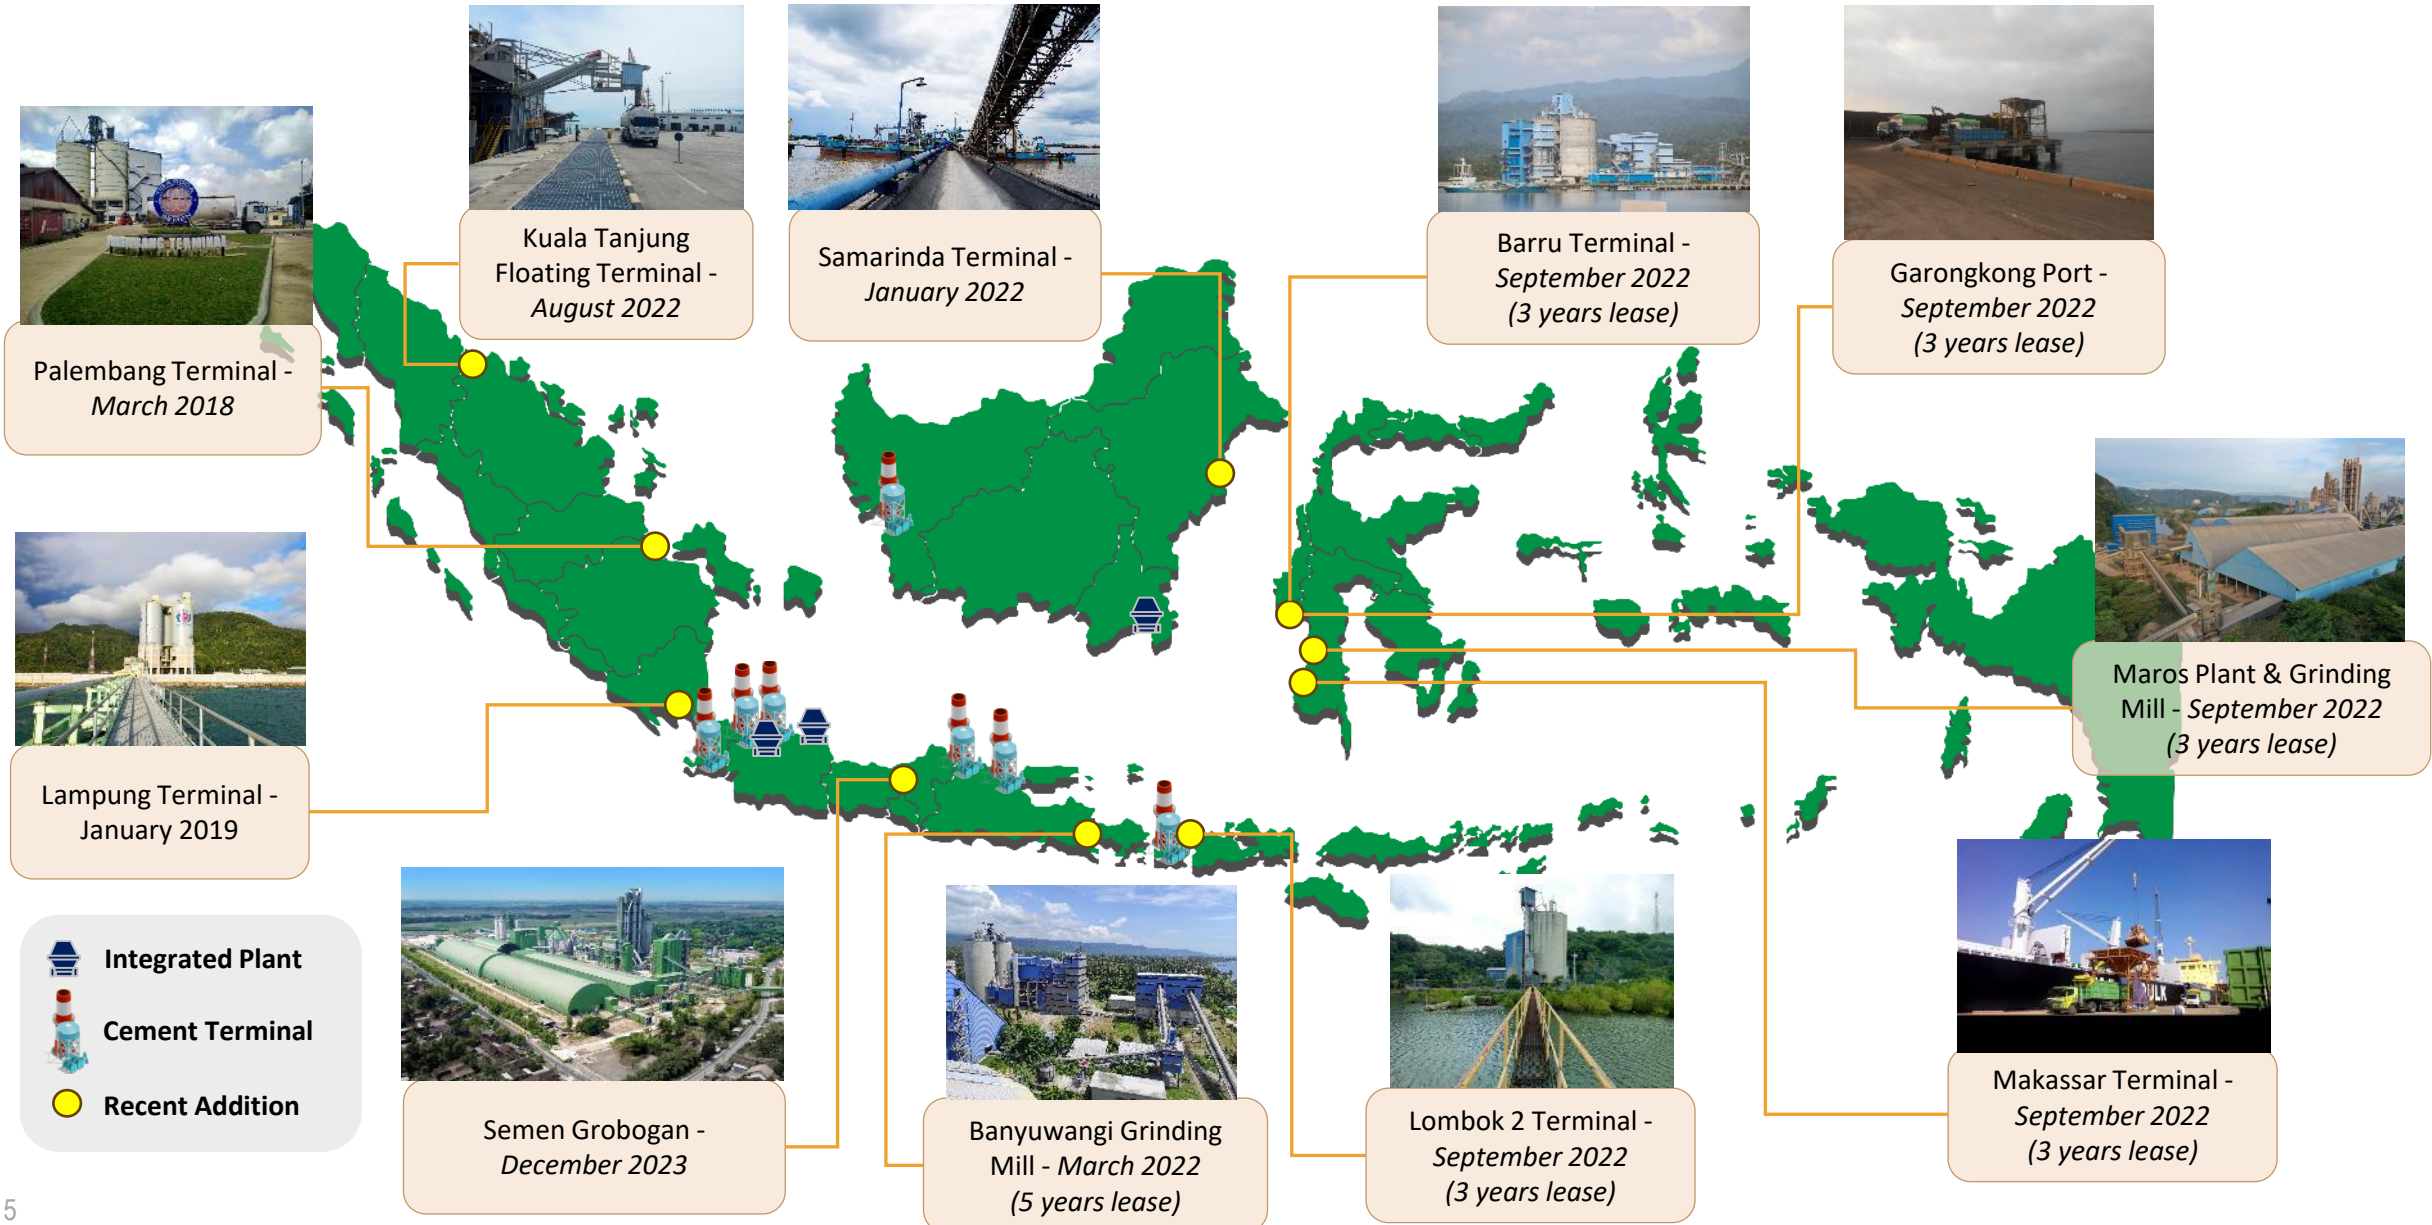 Kuala Tanjung
Floating Terminal -
August 2022
Samarinda Terminal -
January 2022
Barru Terminal -
September 2022
(3 years lease)
Garongkong Port -
September 2022
(3 years lease)
Palembang Terminal -
March 2018
Maros Plant & Grinding
Mill - September 2022
(3 years lease)
Lampung Terminal -
January 2019
Integrated Plant
Cement Terminal
Recent Addition
Semen Grobogan -
December 2023
Banyuwangi Grinding
Mill - March 2022
(5 years lease)
Lombok 2 Terminal -
September 2022
(3 years lease)
Makassar Terminal -
September 2022
(3 years lease)
5